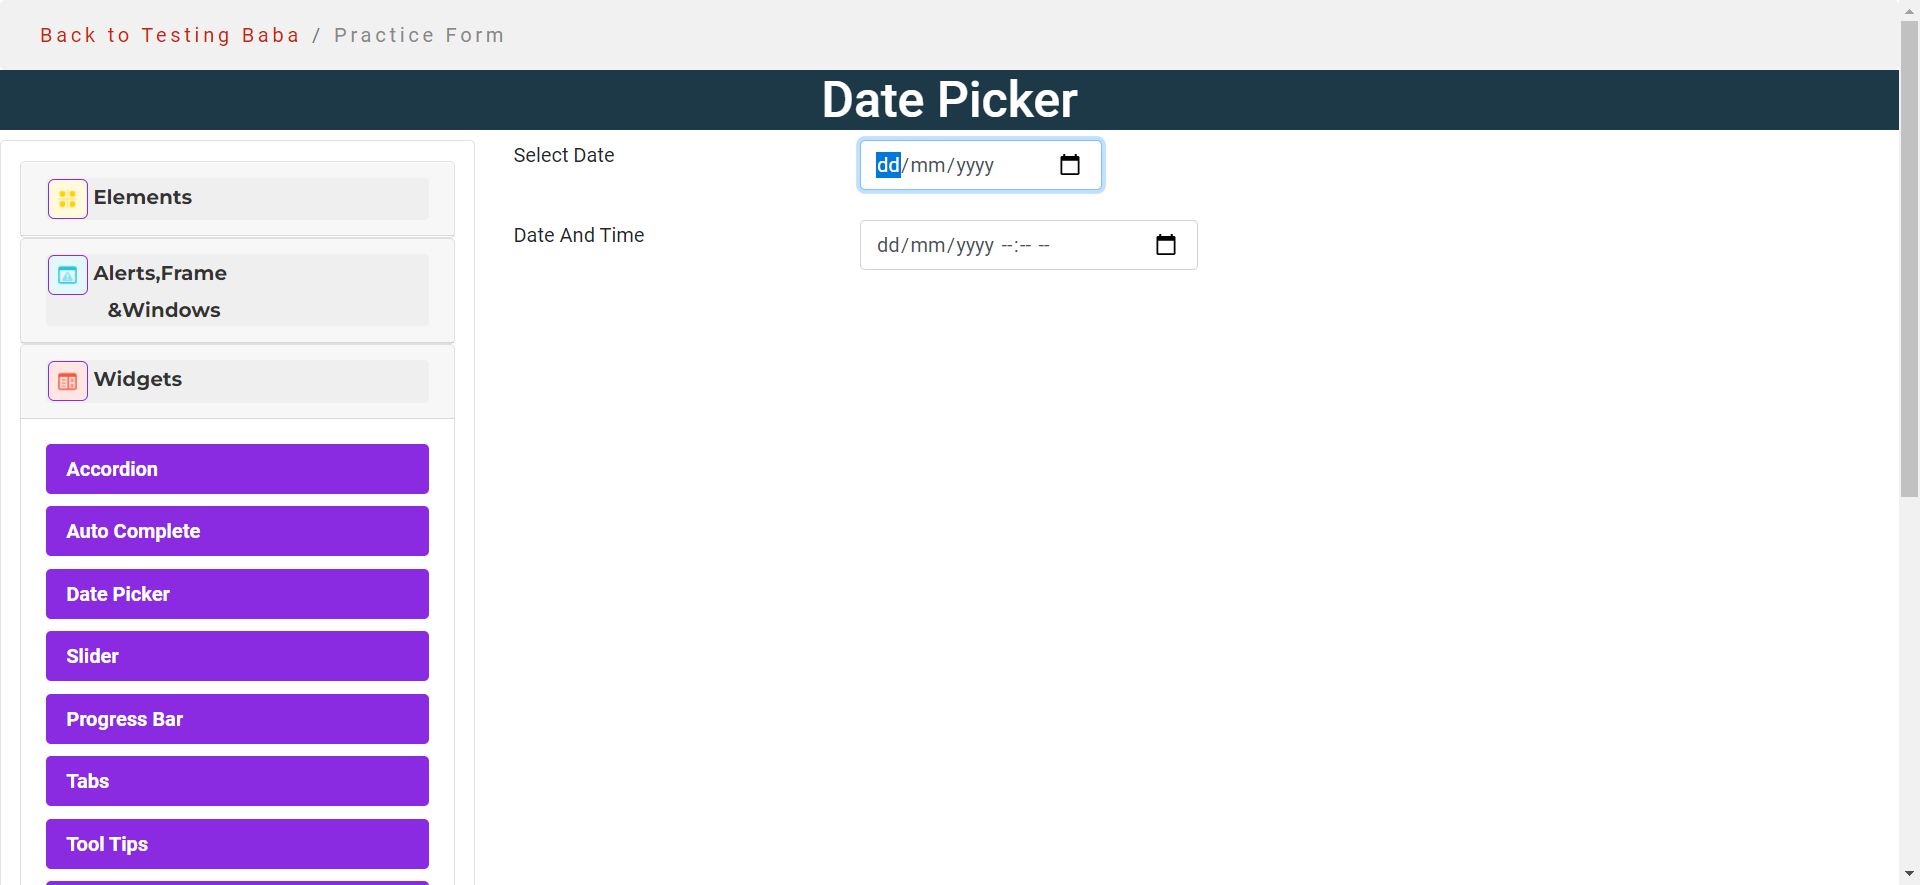 Back to Testing Baba / Practice Form
Date Picker
Elements
Alerts,Frame
&Windows
Widgets
Accordion
Auto Complete
Date Picker
Slider
Progress Bar
Tabs
Tool Tips
Select Date
dd/mm/yyyy
Date And Time
dd/mm/yyyy --:-- --